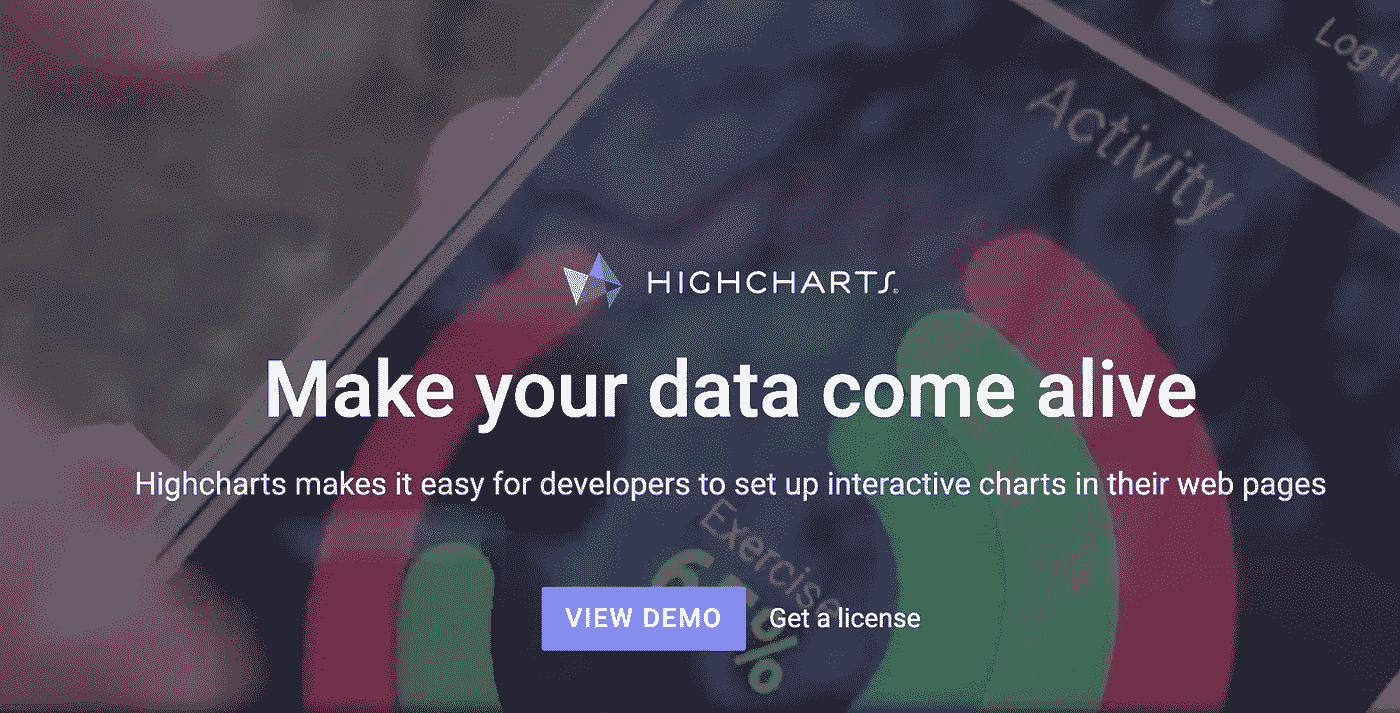 Log
Activity
HIGHCHARTS®
Make your data come alive
Highcharts makes it easy for developers to set up interactive charts in their web pages
Exercise
65%
VIEW DEMO
Get a license